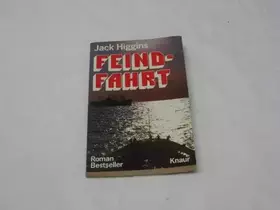 Jack Higgins
FEIND-
FAHRT
Roman
Bestseller
Knaur